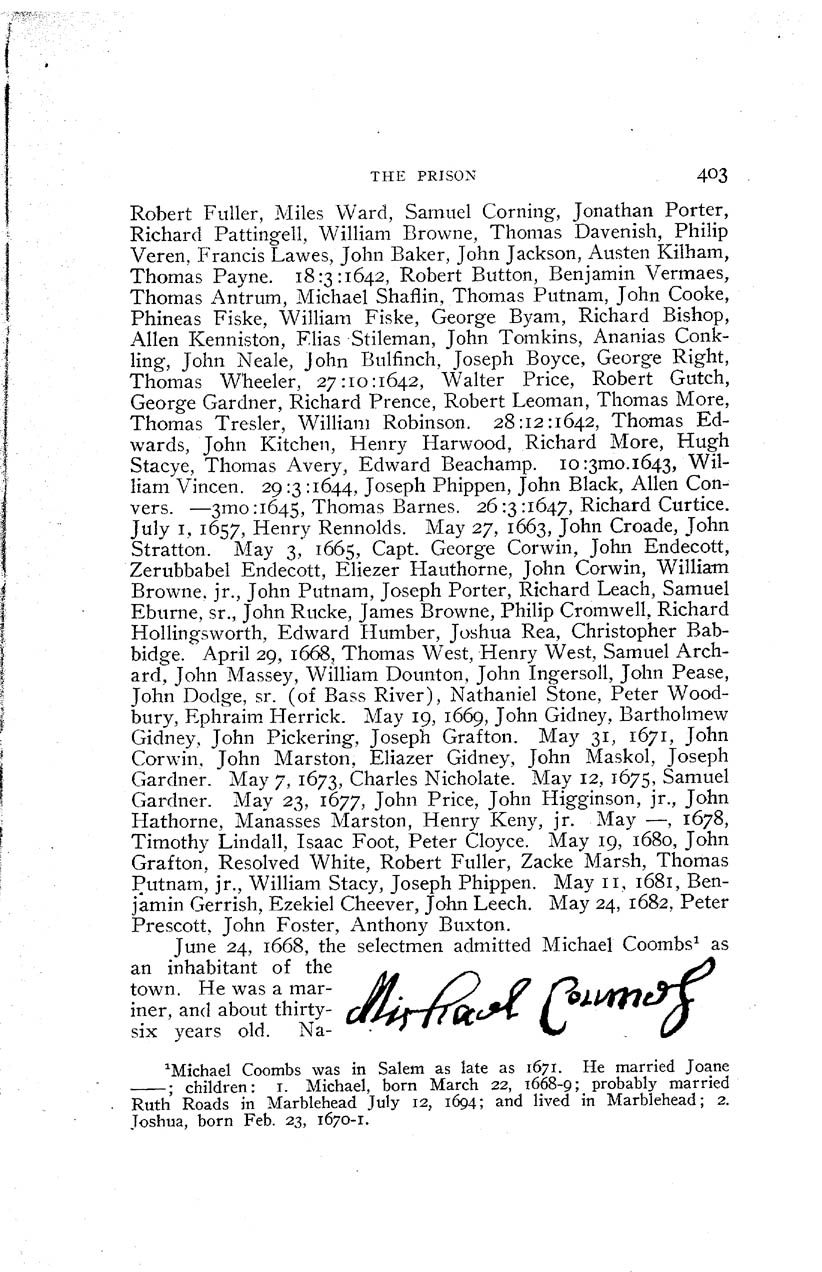 THE PRISON 403
Robert Fuller, Miles Ward, Samuel Corning, Jonathan Porter,
Richard Pattingell, William Browne, Thomas Davenish, Philip
Veren, Francis Lawes, John Baker, John Jackson, Austen Kilham,
Thomas Payne. 18:3:1642, Robert Button, Benjamin Vermaes,
Thomas Antrum, Michael Shaflin, Thomas Putnam, John Cooke,
Phineas Fiske, William Fiske, George Byam, Richard Bishop,
Allen Kenniston, Elias Stileman, John Tomkins, Ananias Conk-
ling, John Neale, John Bulfinch, Joseph Boyce, George Right,
Thomas Wheeler, 27:10:1642, Walter Price, Robert Gutch,
George Gardner, Richard Prence, Robert Leoman, Thomas More,
Thomas Tresler, William Robinson. 28:12:1642, Thomas Ed-
wards, John Kitchen, Henry Harwood, Richard More, Hugh
Stacye, Thomas Avery, Edward Beachamp. 10:3mo.1643, Wil-
liam Vincen. 29:3:1644, Joseph Phippen, John Black, Allen Con-
vers. —3mo:1645, Thomas Barnes. 26:3:1647, Richard Curtice.
July 1, 1657, Henry Rennolds. May 27, 1663, John Croade, John
Stratton. May 3, 1665, Capt. George Corwin, John Endecott,
Zerubbabel Endecott, Eliezer Hauthorne, John Corwin, William
Browne, jr., John Putnam, Joseph Porter, Richard Leach, Samuel
Eburne, sr., John Rucke, James Browne, Philip Cromwell, Richard
Hollingsworth, Edward Humber, Joshua Rea, Christopher Bab-
bidge. April 29, 1668, Thomas West, Henry West, Samuel Arch-
ard, John Massey, William Dounton, John Ingersoll, John Pease,
John Dodge, sr. (of Bass River), Nathaniel Stone, Peter Wood-
bury, Ephraim Herrick. May 19, 1669, John Gidney, Bartholmew
Gidney, John Pickering, Joseph Grafton. May 31, 1671, John
Corwin, John Marston, Eliazer Gidney, John Maskol, Joseph
Gardner. May 7, 1673, Charles Nicholate. May 12, 1675, Samuel
Gardner. May 23, 1677, John Price, John Higginson, jr., John
Hathorne, Manasses Marston, Henry Keny, jr. May —, 1678,
Timothy Lindall, Isaac Foot, Peter Cloyce. May 19, 1680, John
Grafton, Resolved White, Robert Fuller, Zacke Marsh, Thomas
Putnam, jr., William Stacy, Joseph Phippen. May 11, 1681, Ben-
jamin Gerrish, Ezekiel Cheever, John Leech. May 24, 1682, Peter
Prescott, John Foster, Anthony Buxton.
June 24, 1668, the selectmen admitted Michael Coombs¹ as
an inhabitant of the
town. He was a mar-
iner, and about thirty-
six years old. Na-
Michael
¹Michael Coombs was in Salem as late as 1671. He married Joane
——; children: 1. Michael, born March 22, 1668-9; probably married
Ruth Roads in Marblehead July 12, 1694; and lived in Marblehead; 2.
Joshua, born Feb. 23, 1670-1.